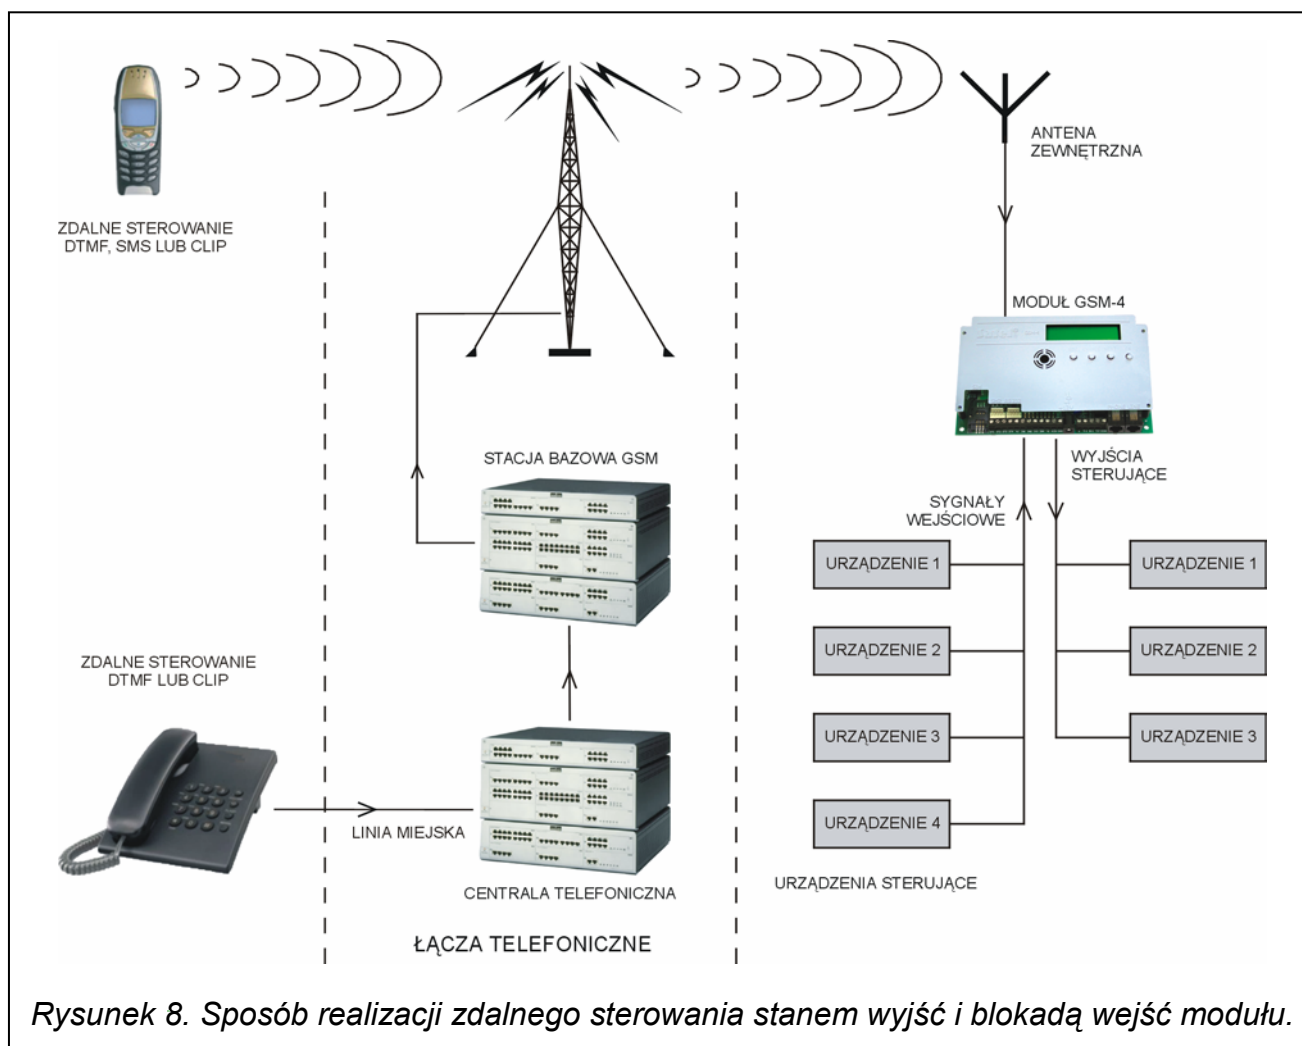 ZDALNE STEROWANIE
DTMF, SMS LUB CLIP
ANTENA
ZEWNĘTRZNA
MODUŁ GSM-4
STACJA BAZOWA GSM
WYJŚCIA
STERUJĄCE
SYGNAŁY
WEJŚCIOWE
URZĄDZENIE 1
URZĄDZENIE 1
URZĄDZENIE 2
URZĄDZENIE 2
ZDALNE STEROWANIE
DTMF LUB CLIP
URZĄDZENIE 3
URZĄDZENIE 3
URZĄDZENIE 4
LINIA MIEJSKA
URZĄDZENIA STERUJĄCE
CENTRALA TELEFONICZNA
ŁĄCZA TELEFONICZNE
Rysunek 8. Sposób realizacji zdalnego sterowania stanem wyjść i blokadą wejść modułu.